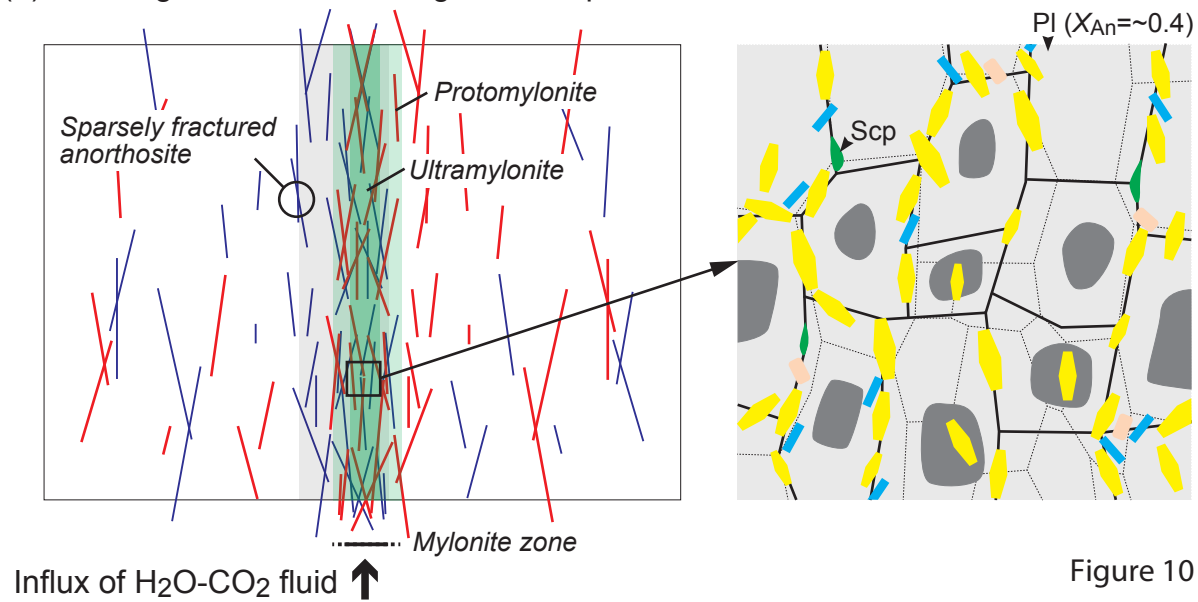 Pl (XAn=~0.4)
Protomylonite
Sparsely fractured
anorthosite
Ultramylonite
Scp
Mylonite zone
Influx of H2O-CO2 fluid
Figure 10